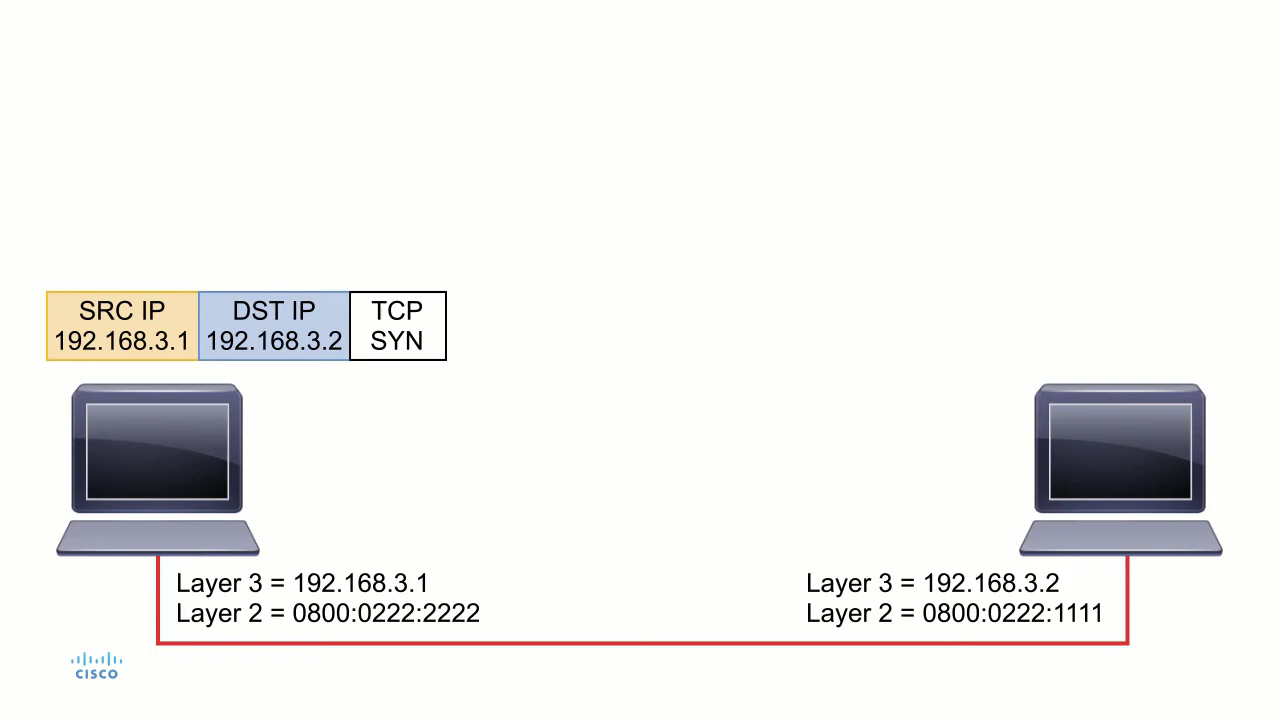 SRC IP
192.168.3.1
DST IP
192.168.3.2
TCP
SYN
Layer 3 = 192.168.3.1
Layer 2 = 0800:0222:2222
Layer 3 = 192.168.3.2
Layer 2 = 0800:0222:1111
CISCO